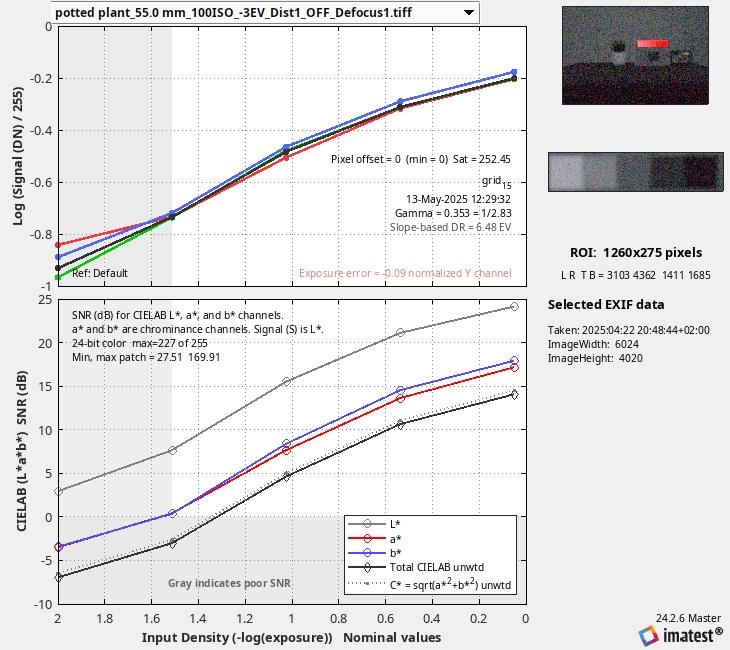 potted plant_55.0 mm_100ISO_-3EV_Dist1_OFF_Defocus1.tiff
Log (Signal (DN) / 255)
0
-0.2
-0.4
-0.6
-0.8
-1
Pixel offset = 0 (min = 0) Sat = 252.45
grid_15
13-May-2025 12:29:32
Gamma = 0.353 = 1/2.83
Slope-based DR = 6.48 EV
Ref: Default
Exposure error = -0.09 normalized Y channel
ROI: 1260x275 pixels
L R T B = 3103 4362 1411 1685
Selected EXIF data
Taken: 2025:04:22 20:48:44+02:00
ImageWidth: 6024
ImageHeight: 4020
CIELAB (L*a*b*) SNR (dB)
25
20
15
10
5
0
-5
-10
SNR (dB) for CIELAB L*, a*, and b* channels.
a* and b* are chrominance channels. Signal (S) is L*.
24-bit color max=227 of 255
Min, max patch = 27.51 169.91
L*
a*
b*
Total CIELAB unwtd
C* = sqrt(a*²+b*²) unwtd
Gray indicates poor SNR
2 1.8 1.6 1.4 1.2 1 0.8 0.6 0.4 0.2 0
Input Density (-log(exposure)) Nominal values
24.2.6 Master
imatest®